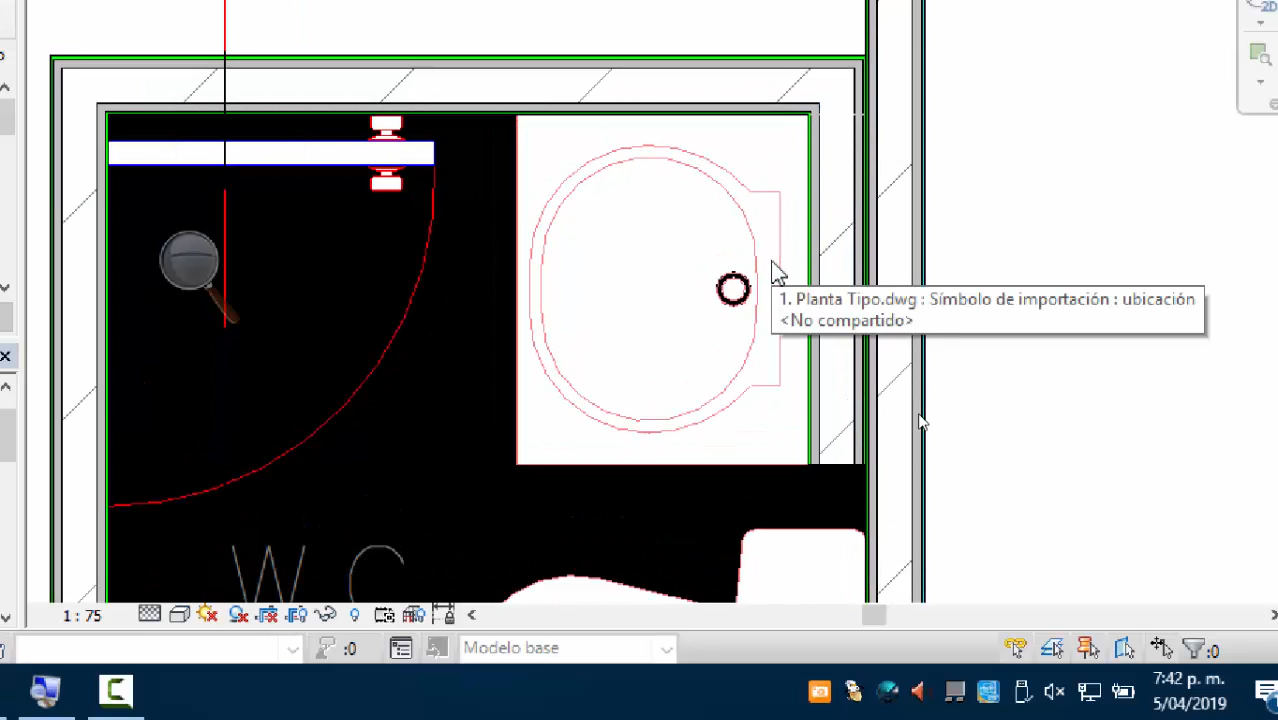 2D
1. Planta Tipo.dwg : Símbolo de importación : ubicación
<No compartido>
W C
1 : 75
:0
Modelo base
:0
7:42 p. m.
5/04/2019